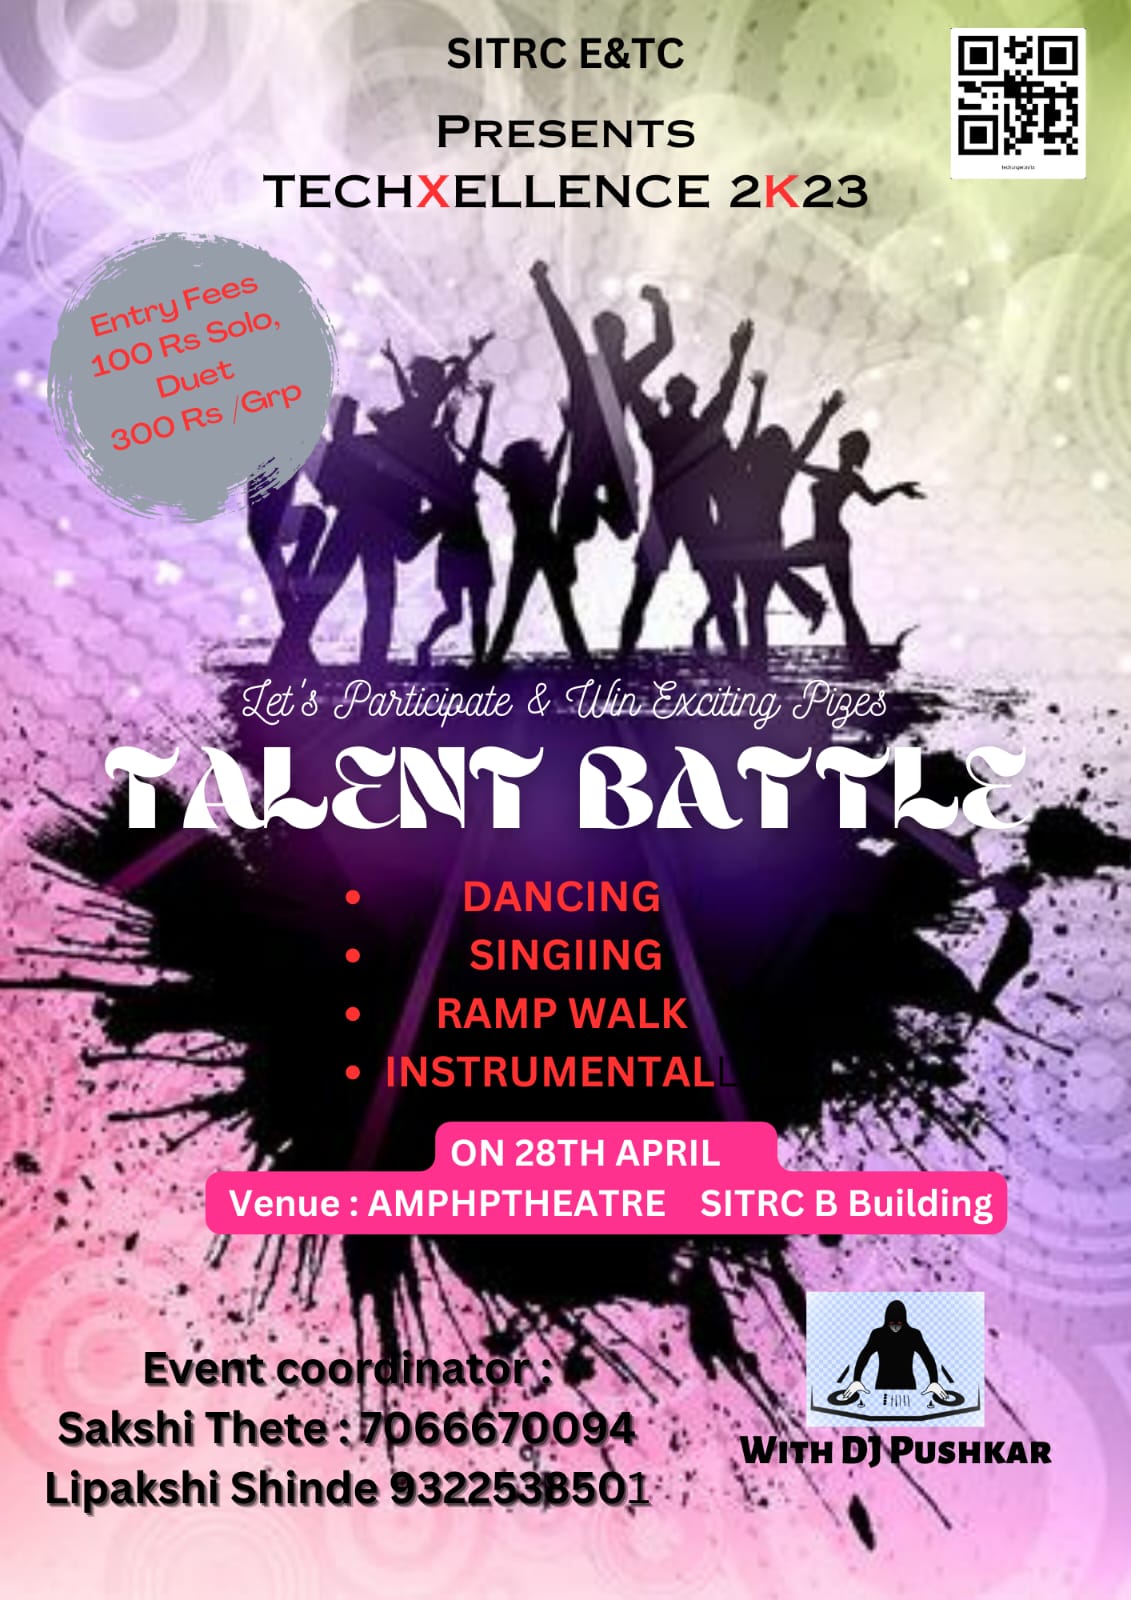 SITRC E&TC
PRESENTS
TECHXELLENCE 2K23
Entry Fees
100 Rs Solo,
Duet
300 Rs /Grp
Let's Participate & Win Exciting Pizes
TALENT BATTLE
• DANCING
• SINGIING
• RAMP WALK
• INSTRUMENTALL
ON 28TH APRIL
Venue : AMPHPTHEATRE SITRC B Building
Event coordinator :
Sakshi Thete : 7066670094
Lipakshi Shinde 9322538501
WITH DJ PUSHKAR